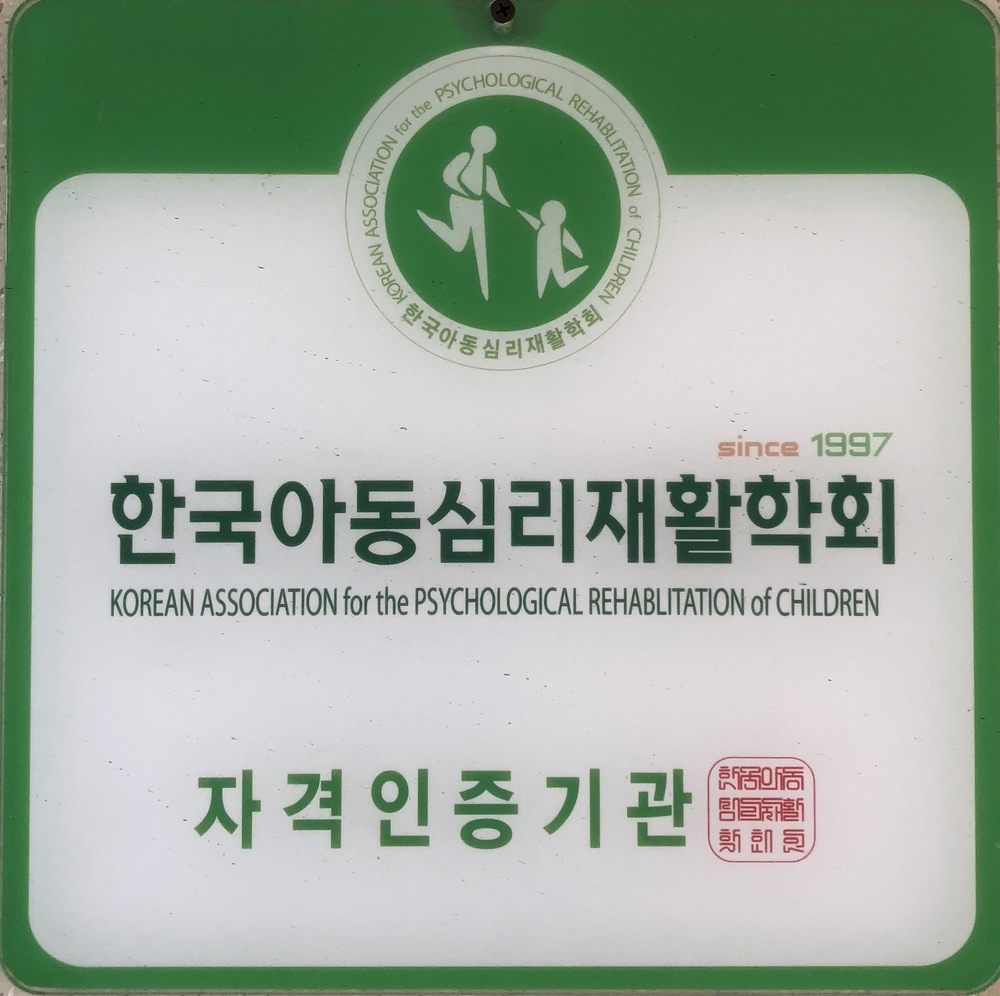 KOREAN ASSOCIATION for the PSYCHOLOGICAL REHABLITATION of CHILDREN
한국아동심리재활학회
since 1997
한국아동심리재활학회
KOREAN ASSOCIATION for the PSYCHOLOGICAL REHABLITATION of CHILDREN
자격인증기관